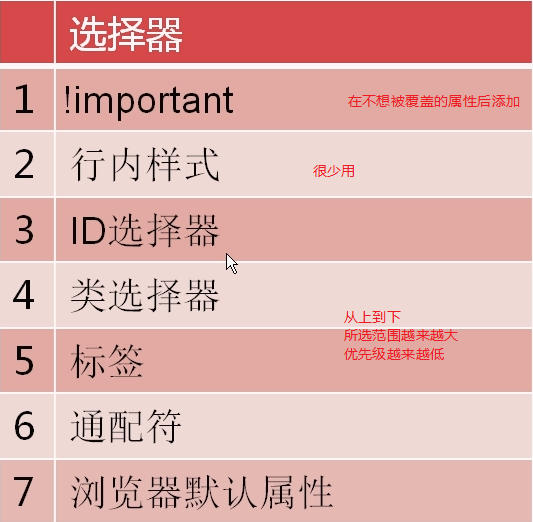 选择器
1 !important 在不想被覆盖的属性后添加
2 行内样式 很少用
3 ID选择器
4 类选择器
从上到下
所选范围越来越大
5 标签
优先级越来越低
6 通配符
7 浏览器默认属性